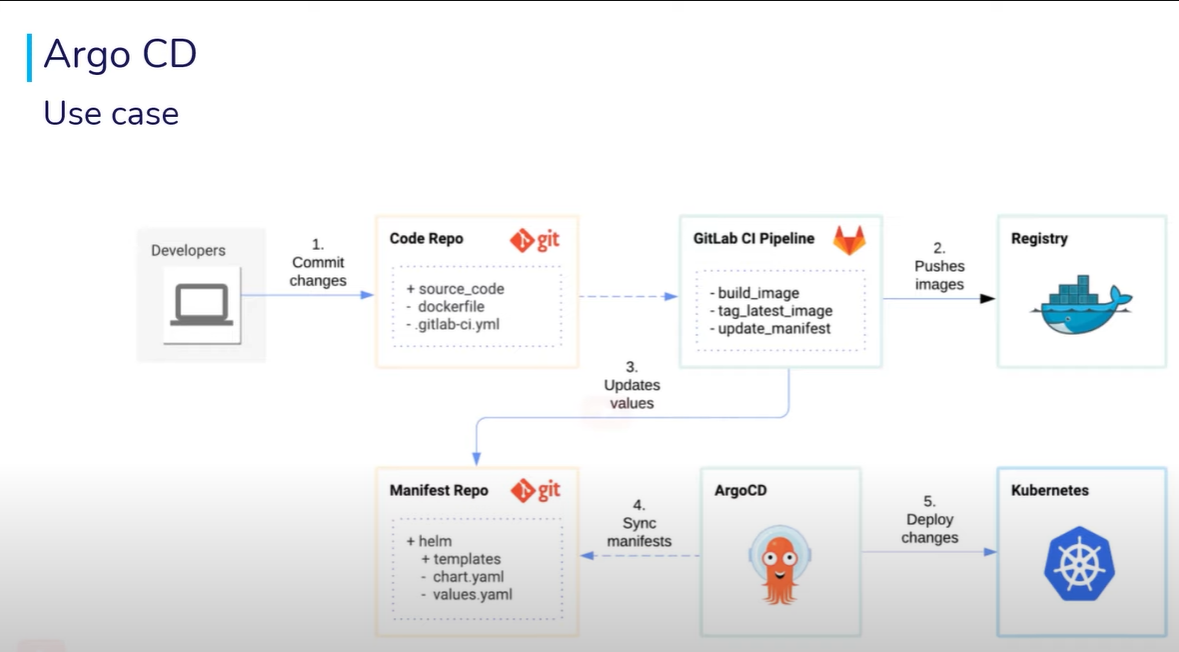 Argo CD
Use case
Developers
1.
Commit
changes
Code Repo
git
+ source_code
- dockerfile
- .gitlab-ci.yml
GitLab CI Pipeline
- build_image
- tag_latest_image
- update_manifest
2.
Pushes
images
Registry
3.
Updates
values
Manifest Repo
git
+ helm
+ templates
- chart.yaml
- values.yaml
4.
Sync
manifests
ArgoCD
5.
Deploy
changes
Kubernetes